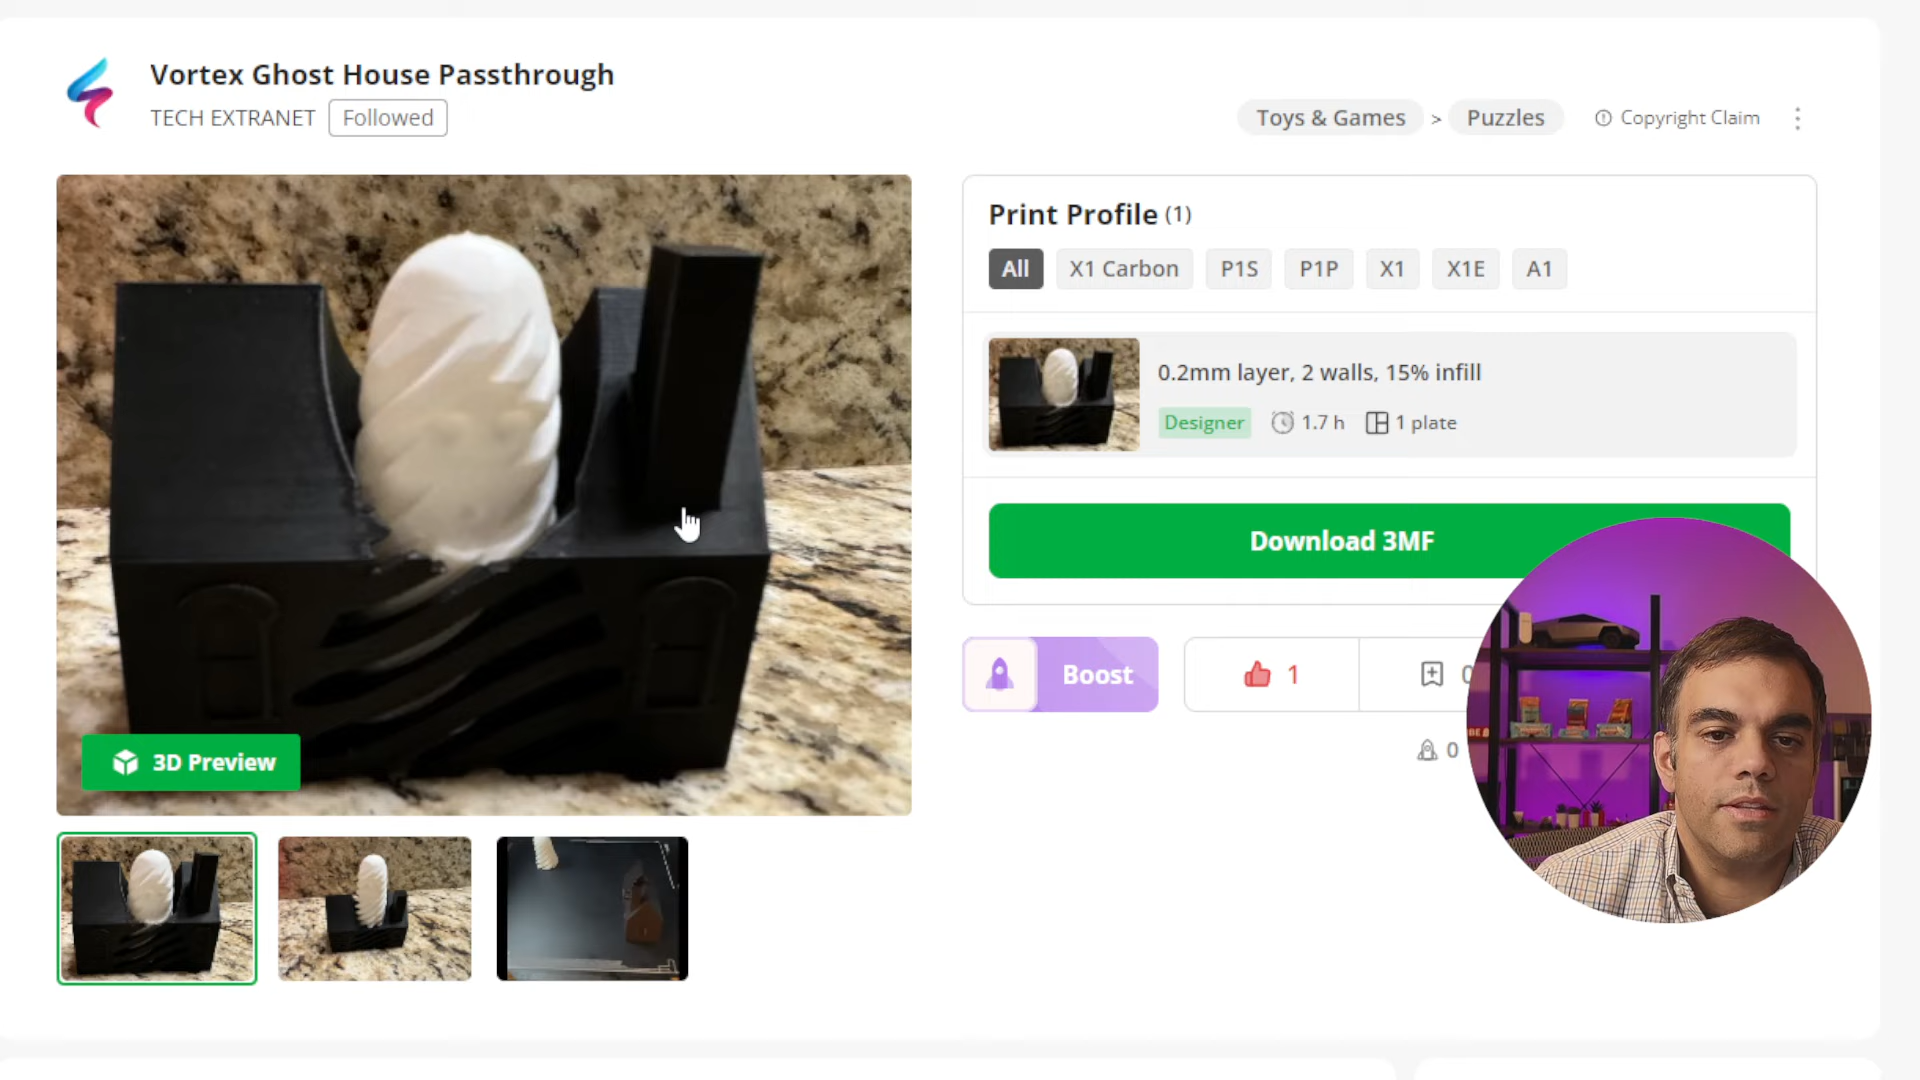 Vortex Ghost House Passthrough
TECH EXTRANET Followed
Toys & Games > Puzzles Copyright Claim
Print Profile (1)
All X1 Carbon P1S P1P X1 X1E A1
0.2mm layer, 2 walls, 15% infill
Designer 1.7 h 1 plate
Download 3MF
Boost 1 0
0
3D Preview